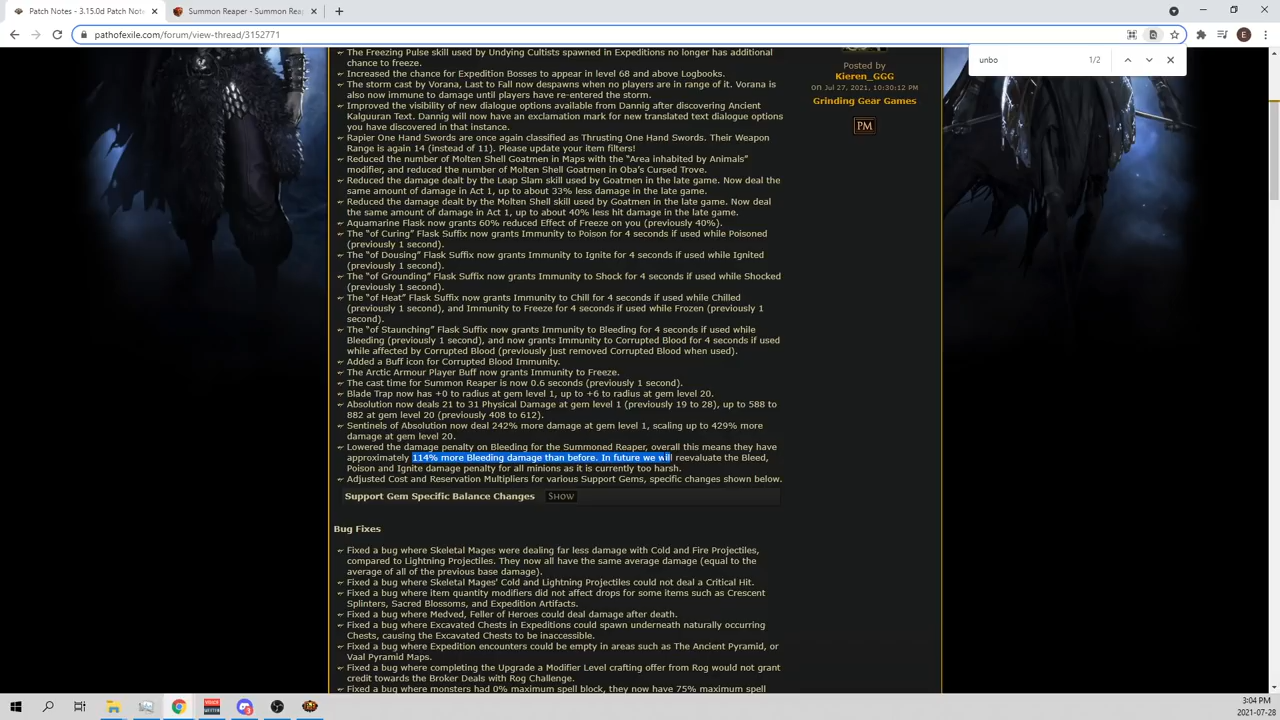 Patch Notes - 3.15.0d Patch Note
Summon Reaper - Summon Reap
pathofexile.com/forum/view-thread/3152771
E
unbo 1/2
The Freezing Pulse skill used by Undying Cultists spawned in Expeditions no longer has additional
chance to freeze.
Increased the chance for Expedition Bosses to appear in level 68 and above Logbooks.
The storm cast by Vorana, Last to Fall now despawns when no players are in range of it. Vorana is
also now immune to damage until players have re-entered the storm.
Improved the visibility of new dialogue options available from Dannig after discovering Ancient
Kalguuran Text. Dannig will now have an exclamation mark for new translated text dialogue options
you have discovered in that instance.
Rapier One Hand Swords are once again classified as Thrusting One Hand Swords. Their Weapon
Range is again 14 (instead of 11). Please update your item filters!
Reduced the number of Molten Shell Goatmen in Maps with the “Area inhabited by Animals”
modifier, and reduced the number of Molten Shell Goatmen in Oba's Cursed Trove.
Reduced the damage dealt by the Leap Slam skill used by Goatmen in the late game. Now deal the
same amount of damage in Act 1, up to about 33% less damage in the late game.
Reduced the damage dealt by the Molten Shell skill used by Goatmen in the late game. Now deal
the same amount of damage in Act 1, up to about 40% less hit damage in the late game.
Aquamarine Flask now grants 60% reduced Effect of Freeze on you (previously 40%).
The “of Curing” Flask Suffix now grants Immunity to Poison for 4 seconds if used while Poisoned
(previously 1 second).
The “of Dousing” Flask Suffix now grants Immunity to Ignite for 4 seconds if used while Ignited
(previously 1 second).
The “of Grounding” Flask Suffix now grants Immunity to Shock for 4 seconds if used while Shocked
(previously 1 second).
The “of Heat” Flask Suffix now grants Immunity to Chill for 4 seconds if used while Chilled
(previously 1 second), and Immunity to Freeze for 4 seconds if used while Frozen (previously 1
second).
The “of Staunching” Flask Suffix now grants Immunity to Bleeding for 4 seconds if used while
Bleeding (previously 1 second), and now grants Immunity to Corrupted Blood for 4 seconds if used
while affected by Corrupted Blood (previously just removed Corrupted Blood when used).
Added a Buff icon for Corrupted Blood Immunity.
The Arctic Armour Player Buff now grants Immunity to Freeze.
The cast time for Summon Reaper is now 0.6 seconds (previously 1 second).
Blade Trap now has +0 to radius at gem level 1, up to +6 to radius at gem level 20.
Absolution now deals 21 to 31 Physical Damage at gem level 1 (previously 19 to 28), up to 588 to
882 at gem level 20 (previously 408 to 612).
Sentinels of Absolution now deal 242% more damage at gem level 1, scaling up to 429% more
damage at gem level 20.
Lowered the damage penalty on Bleeding for the Summoned Reaper, overall this means they have
approximately 114% more Bleeding damage than before. In future we will reevaluate the Bleed,
Poison and Ignite damage penalty for all minions as it is currently too harsh.
Adjusted Cost and Reservation Multipliers for various Support Gems, specific changes shown below.
Support Gem Specific Balance Changes SHOW
Bug Fixes
Fixed a bug where Skeletal Mages were dealing far less damage with Cold and Fire Projectiles,
compared to Lightning Projectiles. They now all have the same average damage (equal to the
average of all of the previous base damage).
Fixed a bug where Skeletal Mages' Cold and Lightning Projectiles could not deal a Critical Hit.
Fixed a bug where item quantity modifiers did not affect drops for some items such as Crescent
Splinters, Sacred Blossoms, and Expedition Artifacts.
Fixed a bug where Medved, Feller of Heroes could deal damage after death.
Fixed a bug where Excavated Chests in Expeditions could spawn underneath naturally occurring
Chests, causing the Excavated Chests to be inaccessible.
Fixed a bug where Expedition encounters could be empty in areas such as The Ancient Pyramid, or
Vaal Pyramid Maps.
Fixed a bug where completing the Upgrade a Modifier Level crafting offer from Rog would not grant
credit towards the Broker Deals with Rog Challenge.
Fixed a bug where monsters had 0% maximum spell block, they now have 75% maximum spell
Posted by
Kieren_GGG
on Jul 27, 2021, 10:30:12 PM
Grinding Gear Games
PM
3:04 PM
2021-07-28